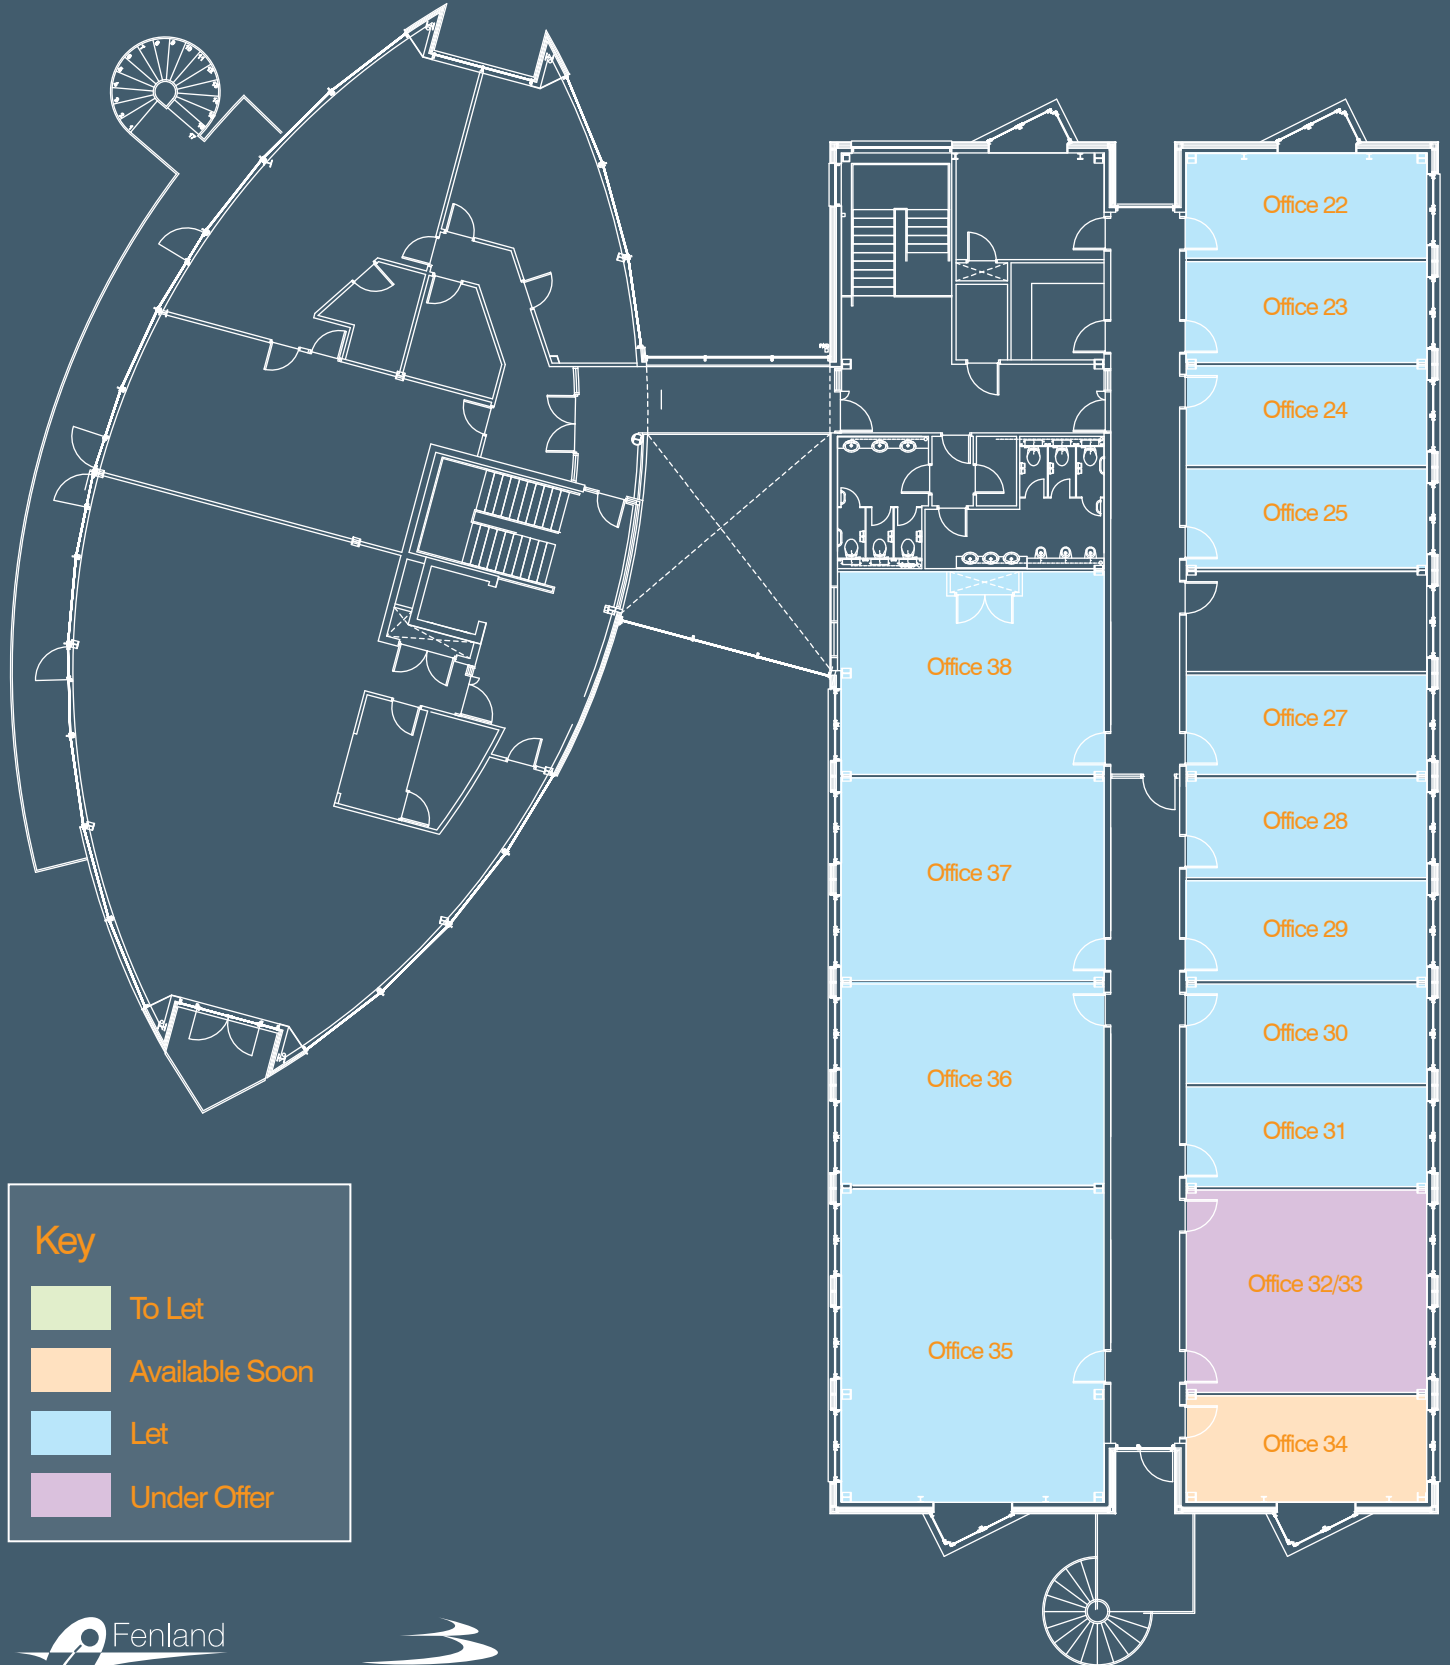 Office 22
Office 23
Office 24
Office 25
Office 38
Office 27
Office 28
Office 37
Office 29
Office 30
Office 36
Office 31
Office 32/33
Office 35
Office 34
Key
To Let
Available Soon
Let
Under Offer
Fenland